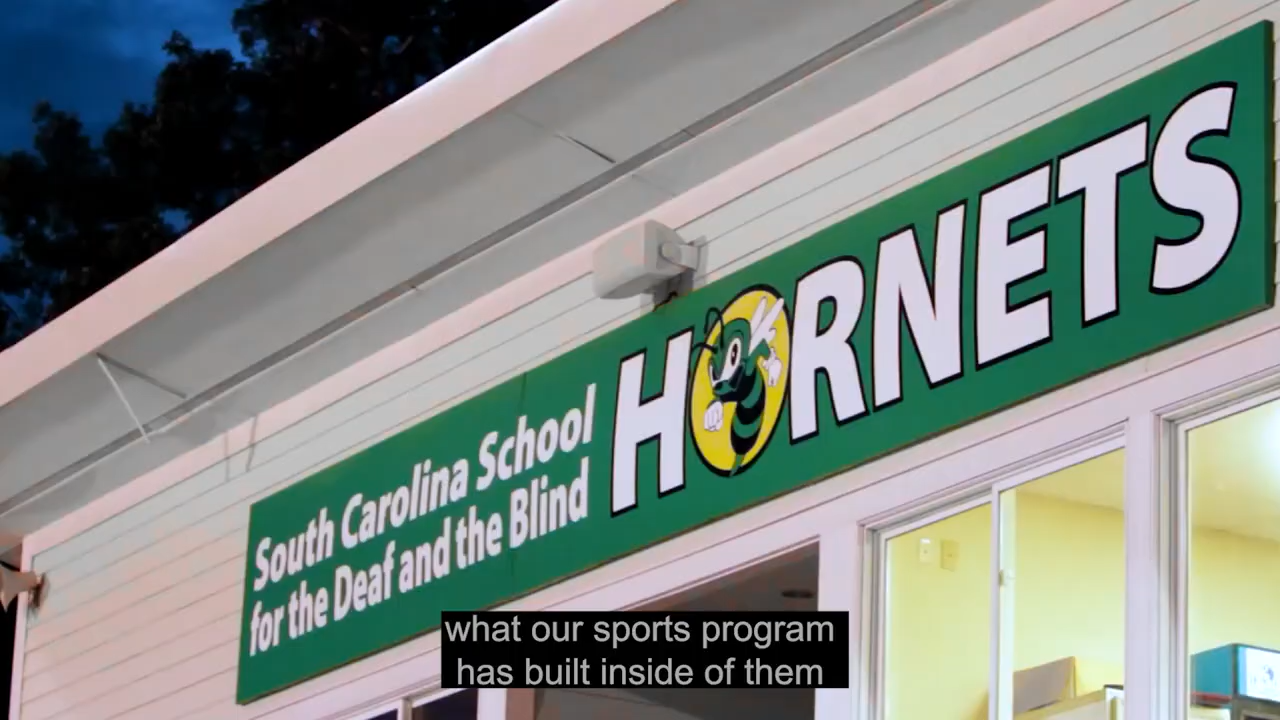 South Carolina School
for the Deaf and the Blind
HORNETS
what our sports program
has built inside of them